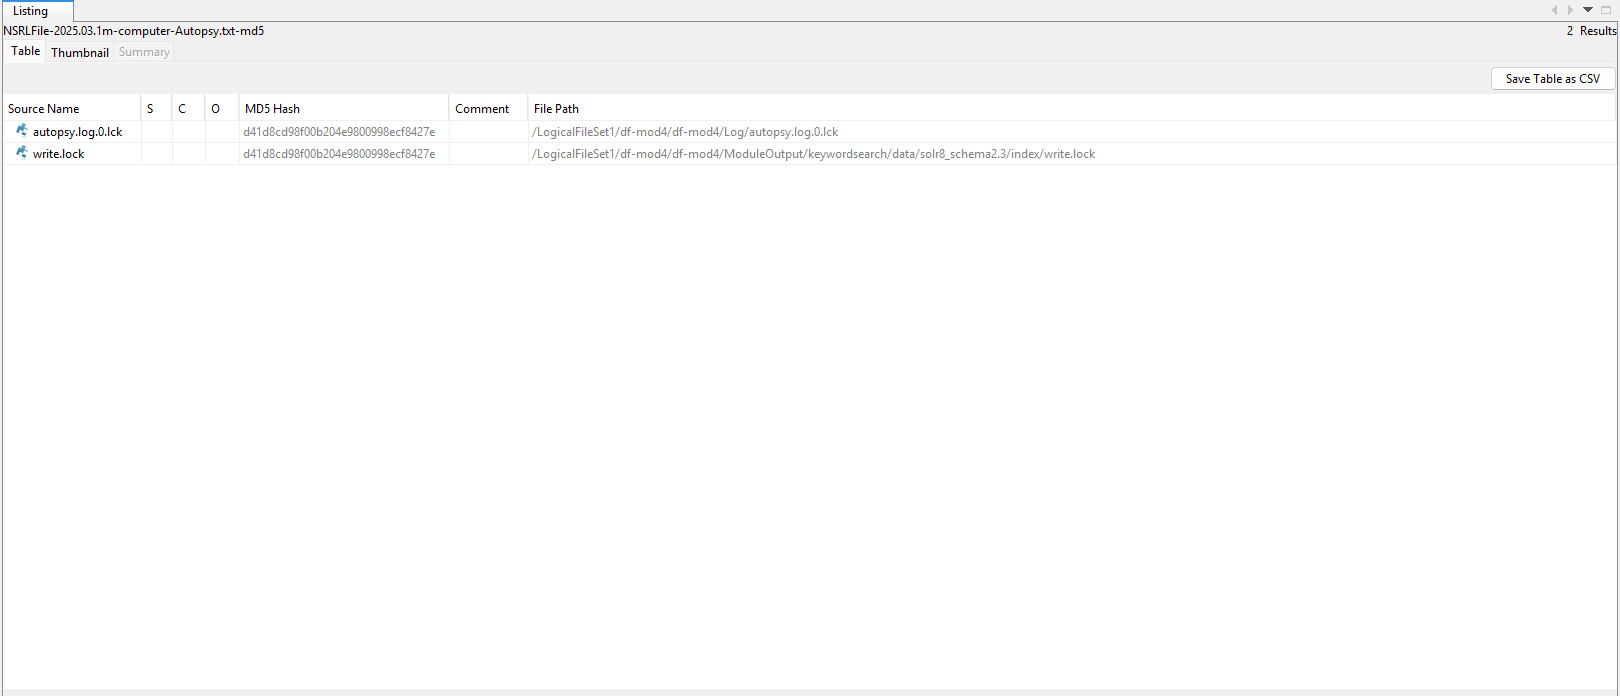 Listing
NSRLFile-2025.03.1m-computer-Autopsy.txt-md5 2 Results
Table Thumbnail Summary
Save Table as CSV
Source Name S C O MD5 Hash Comment File Path
autopsy.log.0.lck d41d8cd98f00b204e9800998ecf8427e /LogicalFileSet1/df-mod4/df-mod4/Log/autopsy.log.0.lck
write.lock d41d8cd98f00b204e9800998ecf8427e /LogicalFileSet1/df-mod4/df-mod4/ModuleOutput/keywordsearch/data/solr8_schema2.3/index/write.lock